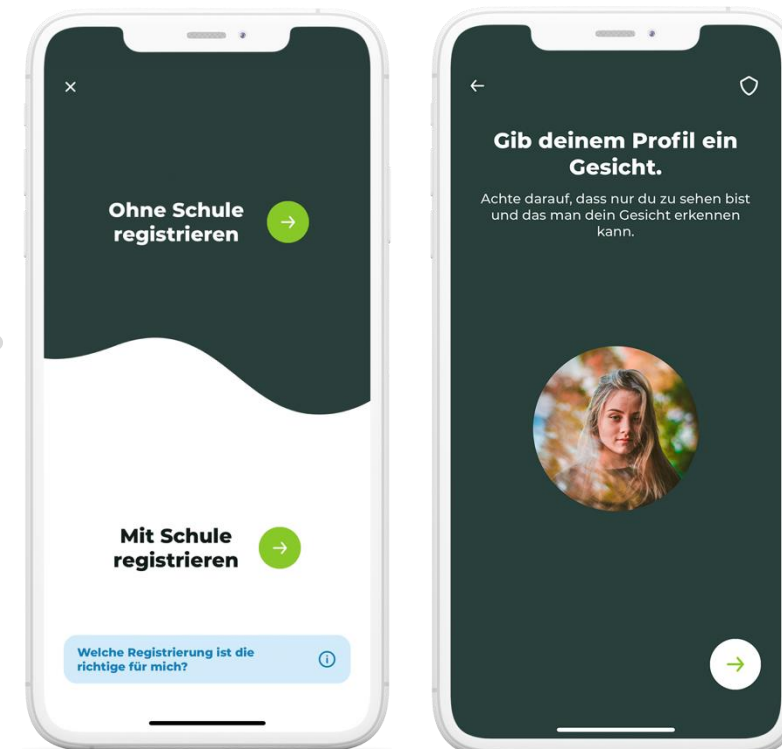 Ohne Schule
registrieren
Mit Schule
registrieren
Welche Registrierung ist die
richtige für mich?
Gib deinem Profil ein
Gesicht.
Achte darauf, dass nur du zu sehen bist
und das man dein Gesicht erkennen
kann.